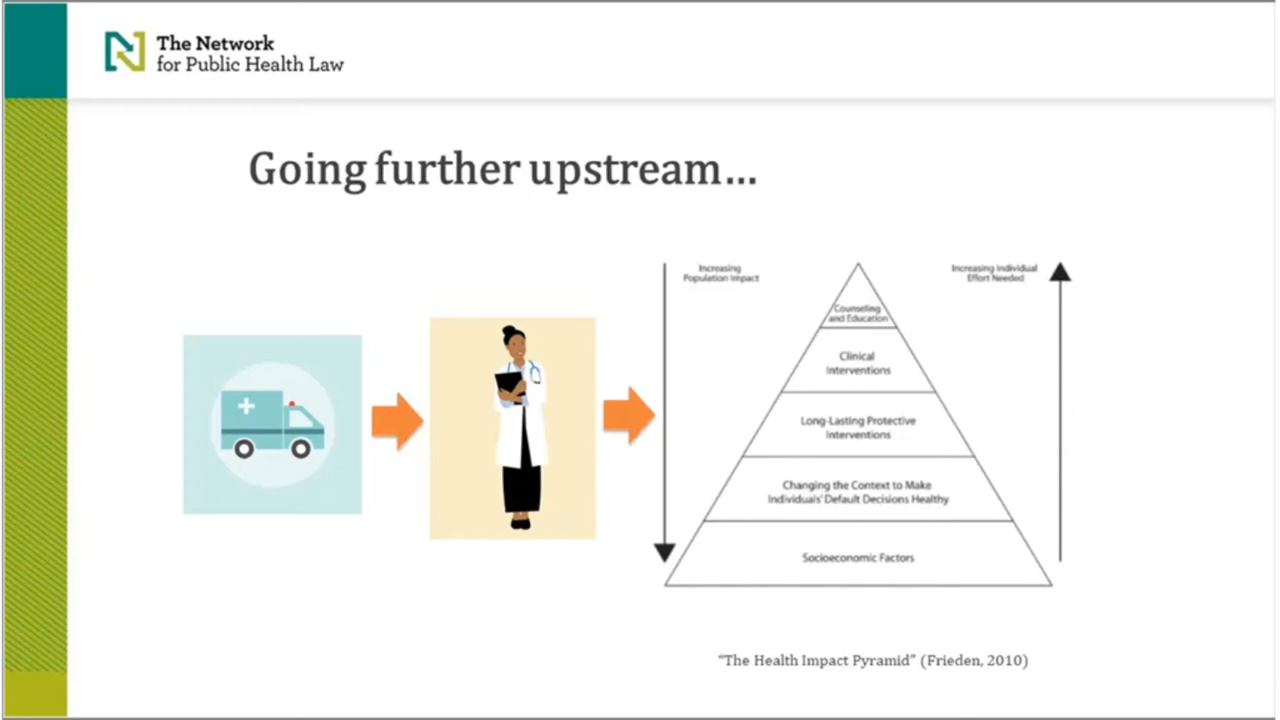 The Network
for Public Health Law
Going further upstream...
Increasing
Population Impact
Increasing Individual
Effort Needed
Counseling
and Education
Clinical
Interventions
Long-Lasting Protective
Interventions
Changing the Context to Make
Individuals' Default Decisions Healthy
Socioeconomic Factors
“The Health Impact Pyramid” (Frieden, 2010)